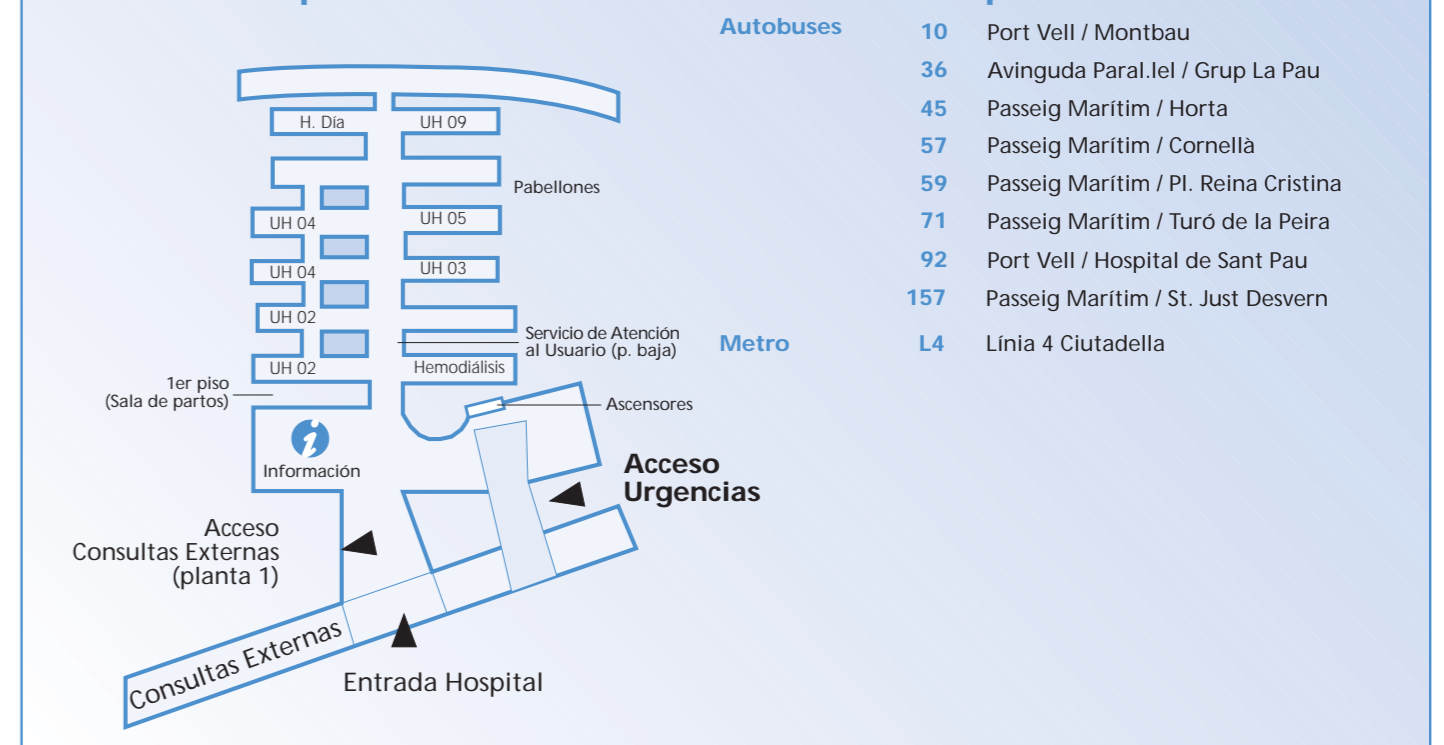 Autobuses
10 Port Vell / Montbau
36 Avinguda Paral.lel / Grup La Pau
45 Passeig Marítim / Horta
57 Passeig Marítim / Cornellà
59 Passeig Marítim / Pl. Reina Cristina
71 Passeig Marítim / Turó de la Peira
92 Port Vell / Hospital de Sant Pau
157 Passeig Marítim / St. Just Desvern
Metro L4 Línia 4 Ciutadella
H. Día
UH 09
Pabellones
UH 04
UH 05
UH 04
UH 03
UH 02
Servicio de Atención
al Usuario (p. baja)
UH 02
Hemodiálisis
1er piso
(Sala de partos)
Ascensores
i
Información
Acceso
Urgencias
Acceso
Consultas Externas
(planta 1)
Consultas Externas
Entrada Hospital